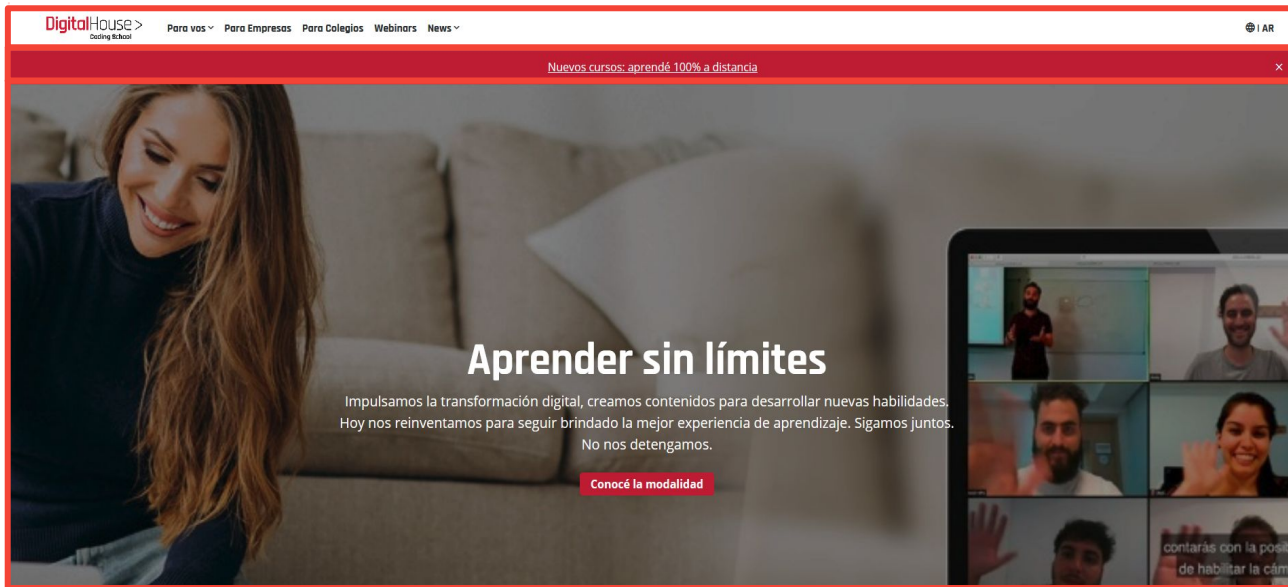 DigitalHouse>
Coding School
Para vos Para Empresas Para Colegios Webinars News
| AR
Nuevos cursos: aprendé 100% a distancia
×
Aprender sin límites
Impulsamos la transformación digital, creamos contenidos para desarrollar nuevas habilidades.
Hoy nos reinventamos para seguir brindado la mejor experiencia de aprendizaje. Sigamos juntos.
No nos detengamos.
Conocé la modalidad
contarás con la posi
de habilitar la cám